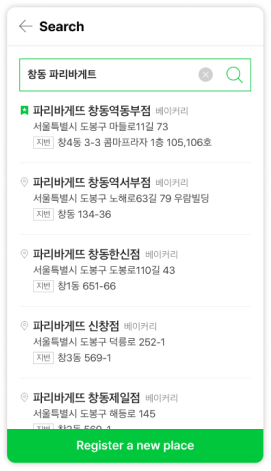 Search
창동 파리바게트
파리바게뜨 창동역동부점 베이커리
서울특별시 도봉구 마들로11길 73
지번 창4동 3-3 콤마프라자 1층 105,106호
파리바게뜨 창동역서부점 베이커리
서울특별시 도봉구 노해로63길 79 우람빌딩
지번 창동 134-36
파리바게뜨 창동한신점 베이커리
서울특별시 도봉구 도봉로110길 43
지번 창1동 651-66
파리바게뜨 신창점 베이커리
서울특별시 도봉구 덕릉로 252-1
지번 창3동 569-1
파리바게뜨 창동제일점 베이커리
서울특별시 도봉구 해등로 145
Register a new place